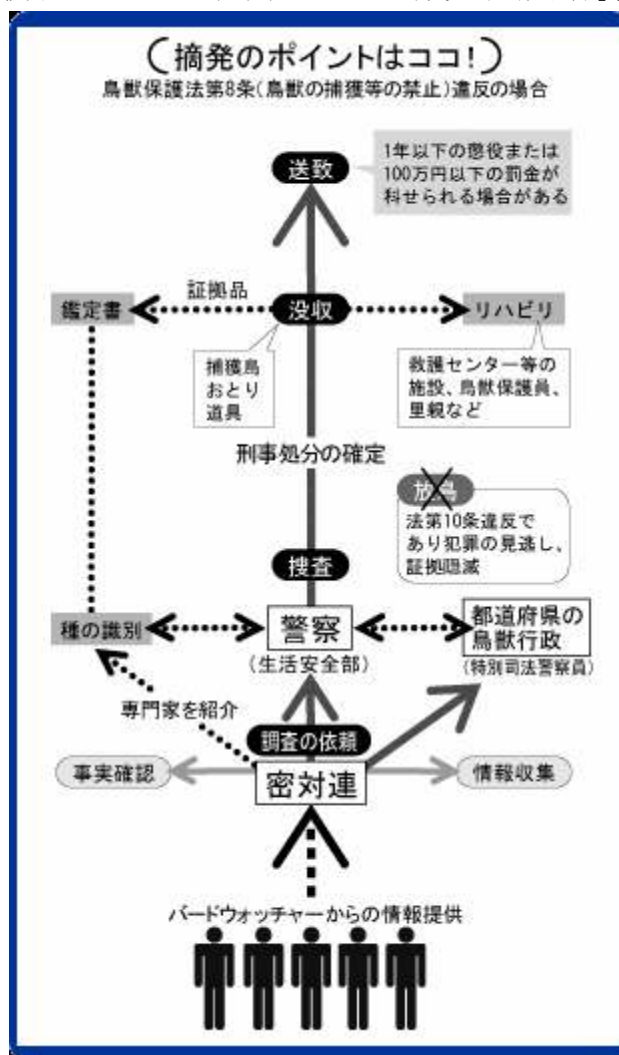 (摘発のポイントはココ!)
鳥獣保護法第8条(鳥獣の捕獲等の禁止)違反の場合
送致
1年以下の懲役または
100万円以下の罰金が
科せられる場合がある
証拠品
鑑定書
没収
リハビリ
捕獲鳥
おとり
道具
救護センター等の
施設、鳥獣保護員、
里親など
刑事処分の確定
放鳥
法第10条違反で
あり犯罪の見逃し、
証拠隠滅
捜査
種の識別
警察
(生活安全部)
都道府県の
鳥獣行政
(特別司法警察員)
専門家を紹介
調査の依頼
事実確認
密対連
情報収集
バードウォッチャーからの情報提供